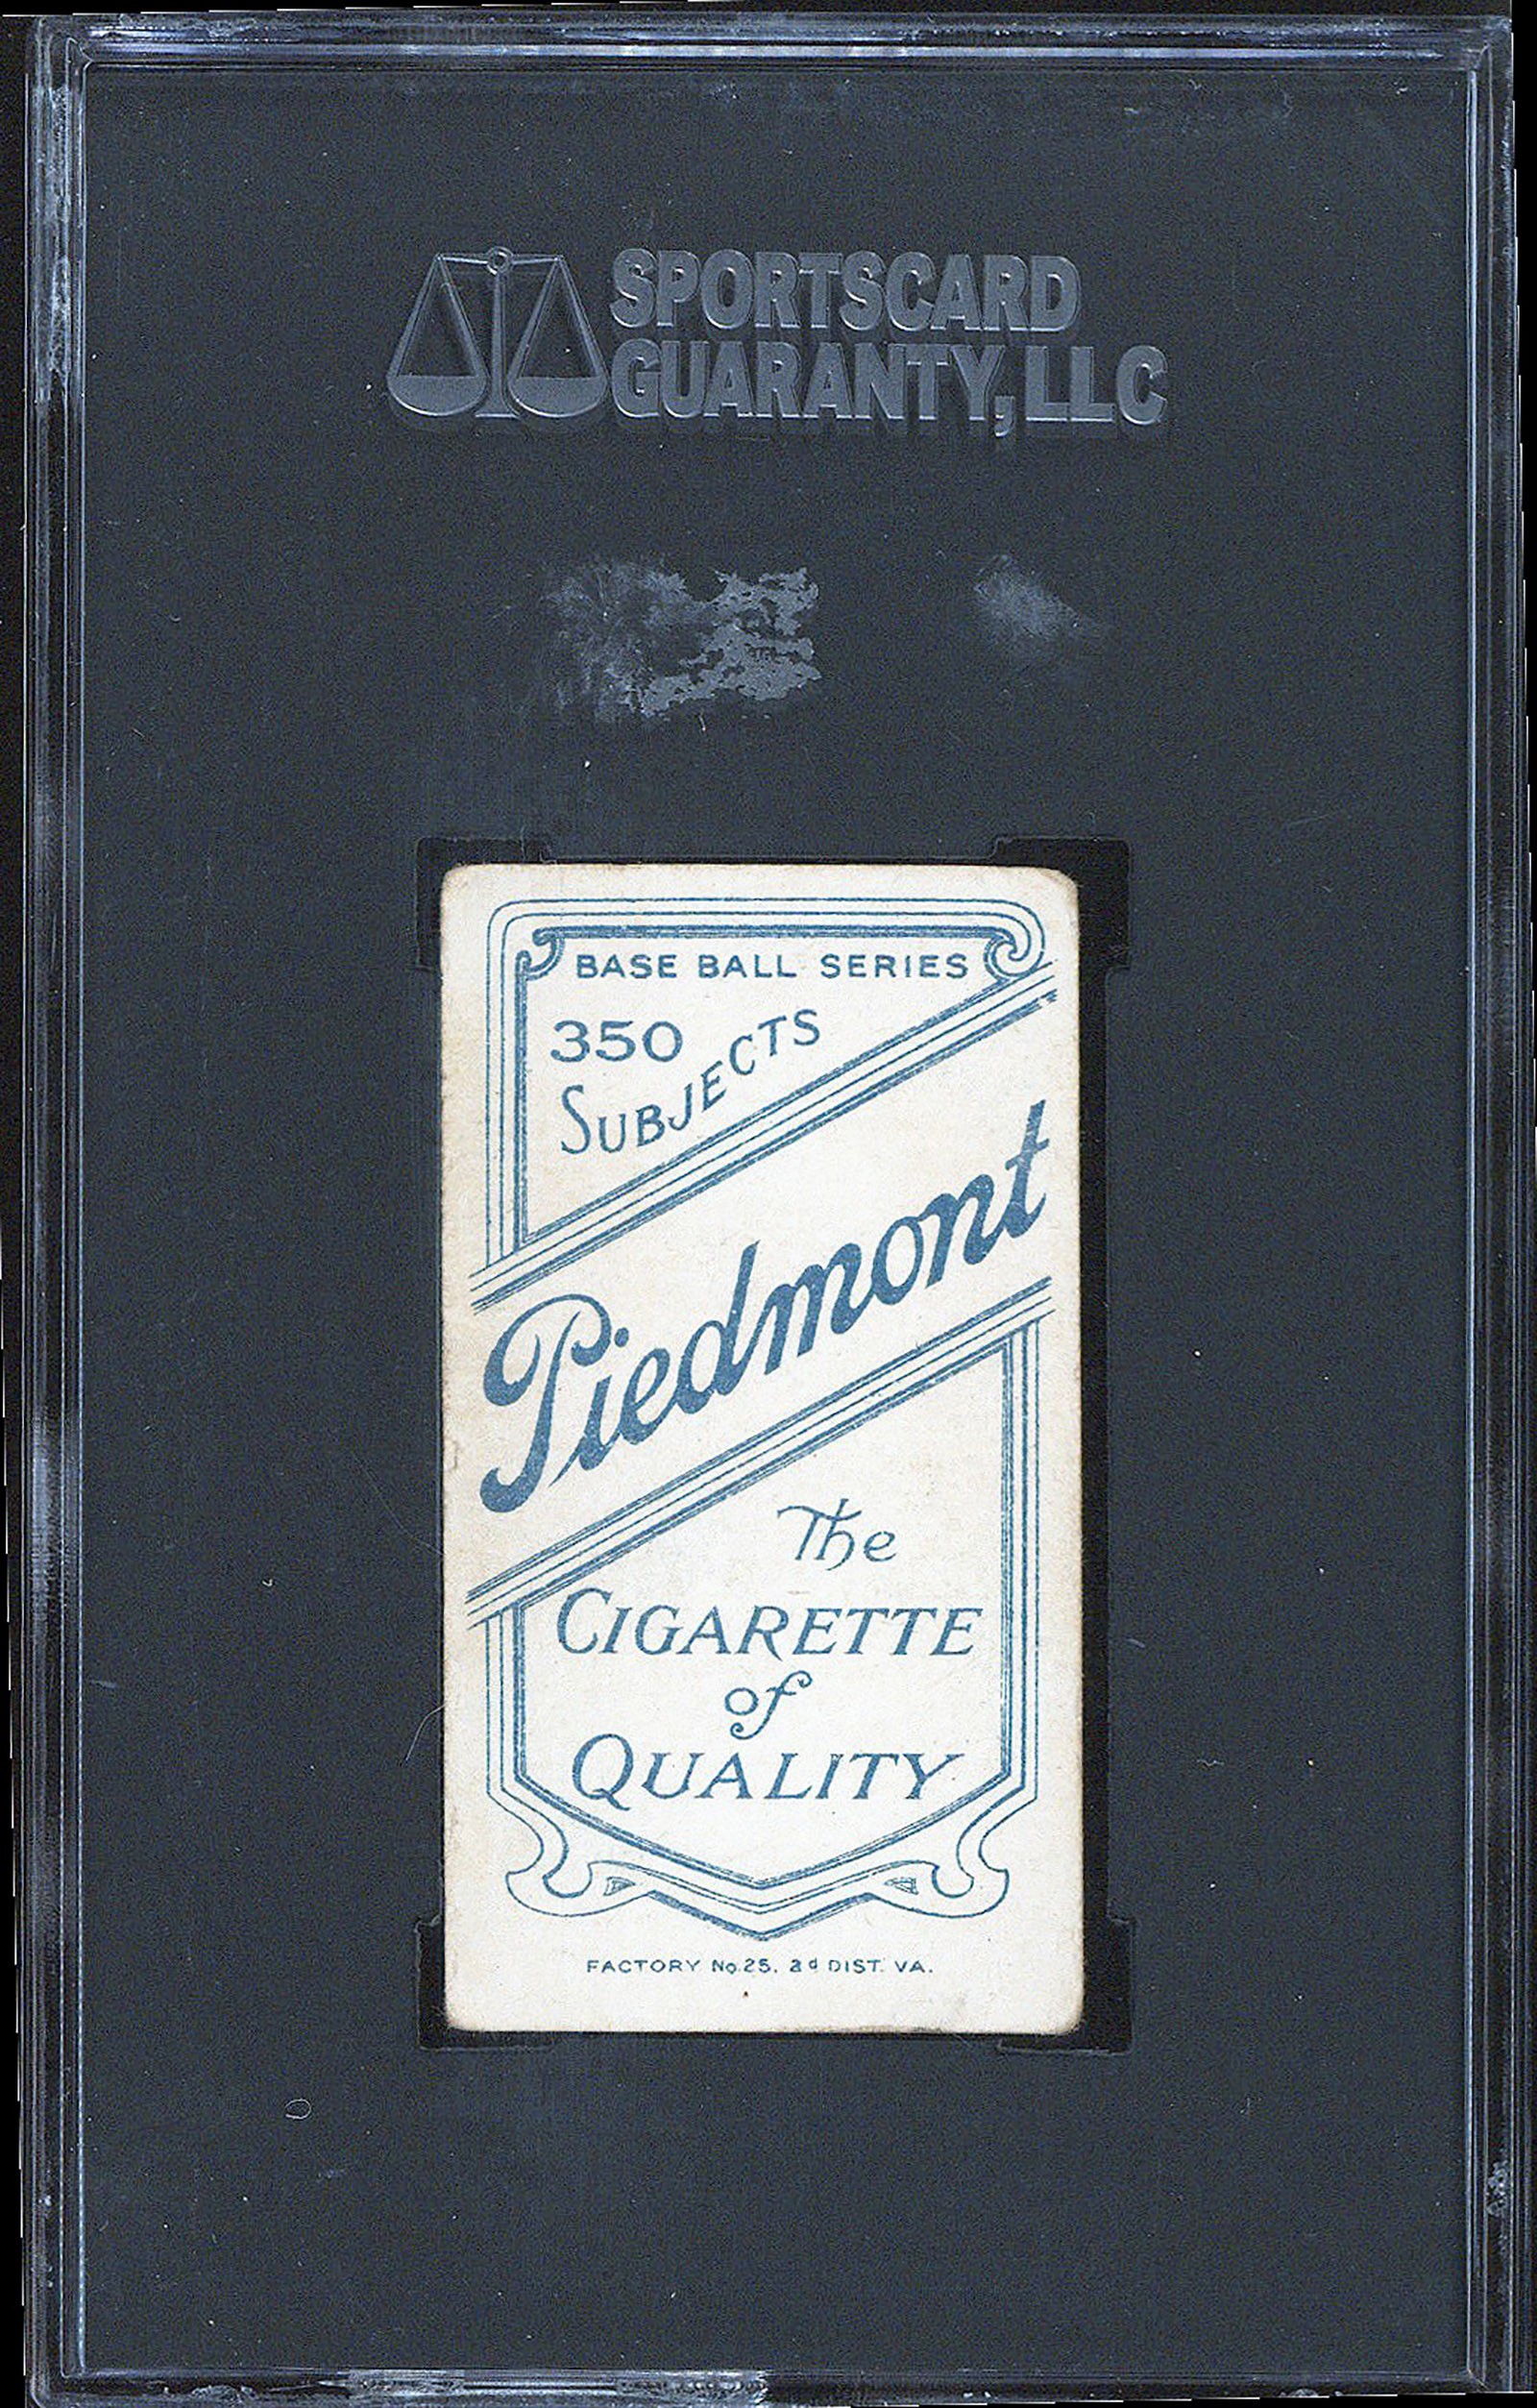 SPORTSCARD
GUARANTY, LLC
BASE BALL SERIES
350
SUBJECTS
Piedmont
The
CIGARETTE
of
QUALITY
FACTORY No. 25. 2d DIST. VA.